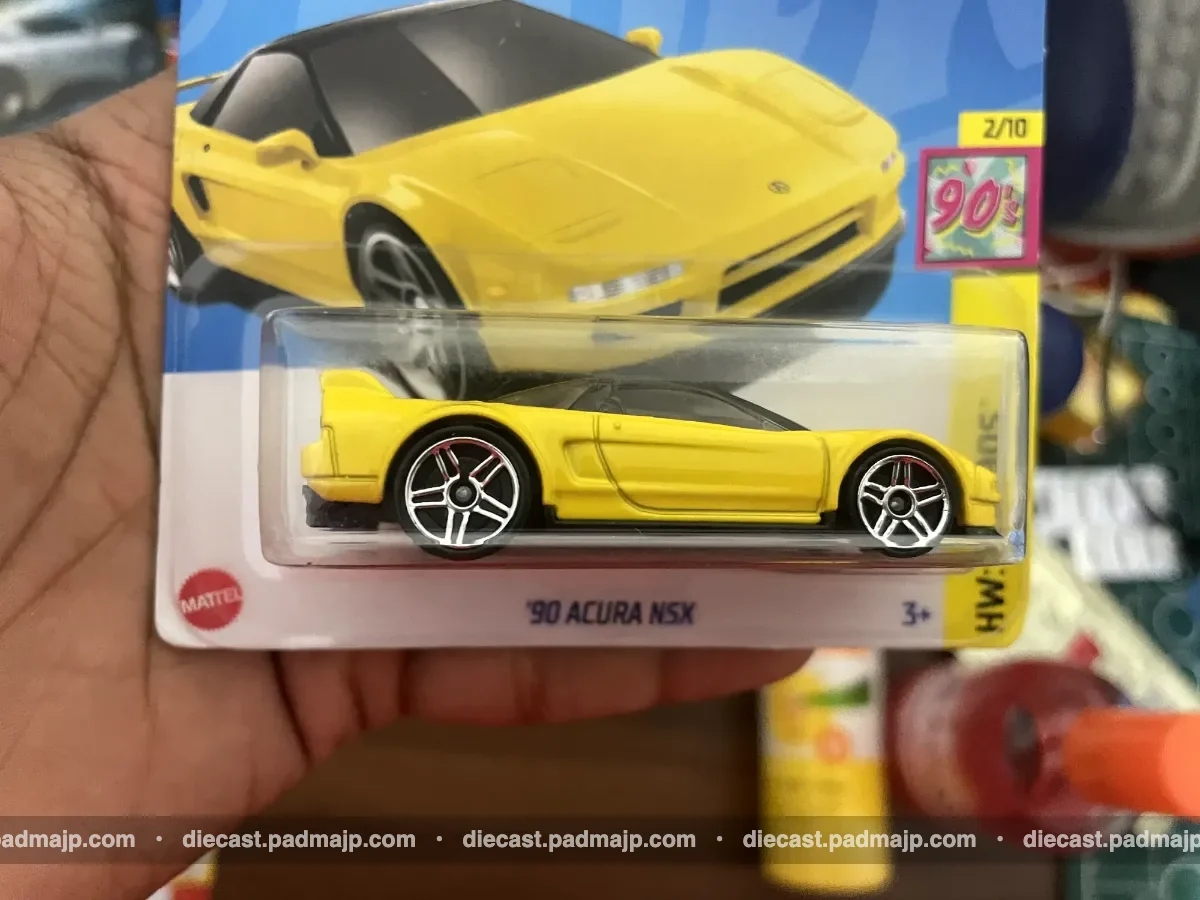 2/10
90's
MATTEL
'90 ACURA NSX
3+
HW:
admajp.com • diecast.padmajp.com • diecast.padmajp.com • diecast.padmajp.com • diecast.padmajp